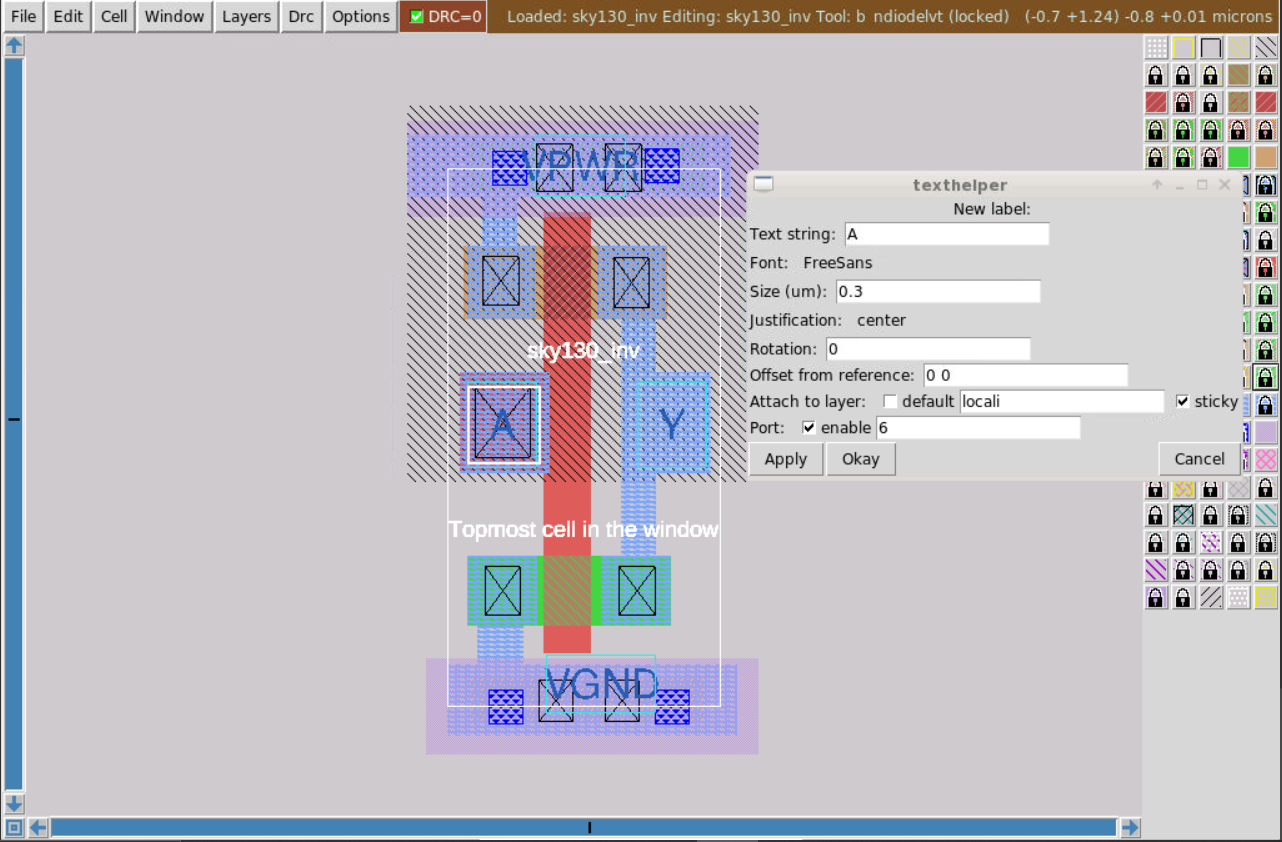 File Edit Cell Window Layers Drc Options DRC=0 Loaded: sky130_inv Editing: sky130_inv Tool: b ndiodelvt (locked) (-0.7 +1.24) -0.8 +0.01 microns
VPWR
texthelper
New label:
Text string: A
Font: FreeSans
Size (um): 0.3
Justification: center
sky130_inv
Rotation: 0
Offset from reference: 0 0
Attach to layer: default locali sticky
A Y
Port: enable 6
Apply Okay Cancel
Topmost cell in the window
VGND